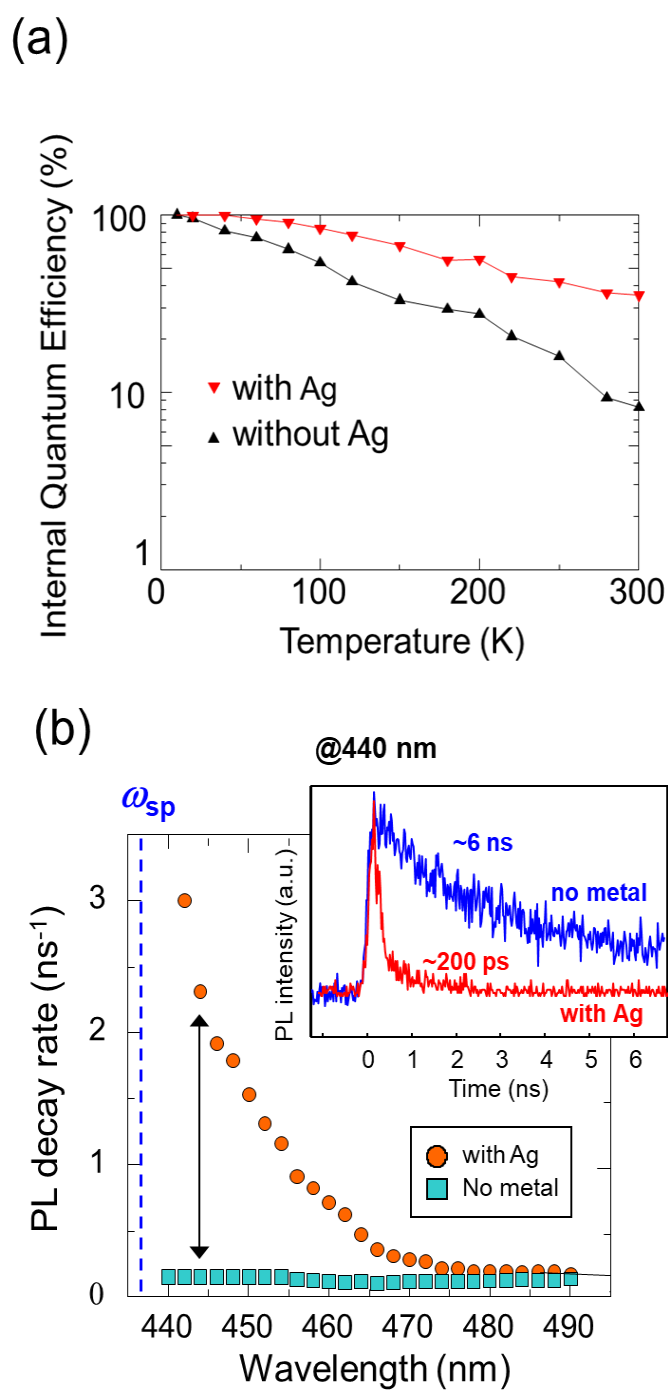 (a)
Internal Quantum Efficiency (%)
100
10
1
with Ag
without Ag
0 100 200 300
Temperature (K)
(b)
@440 nm
ωsp
PL decay rate (ns-1)
3
2
1
0
PL intensity (a.u.)
~6 ns
no metal
~200 ps
with Ag
0 1 2 3 4 5 6
Time (ns)
with Ag
No metal
440 450 460 470 480 490
Wavelength (nm)